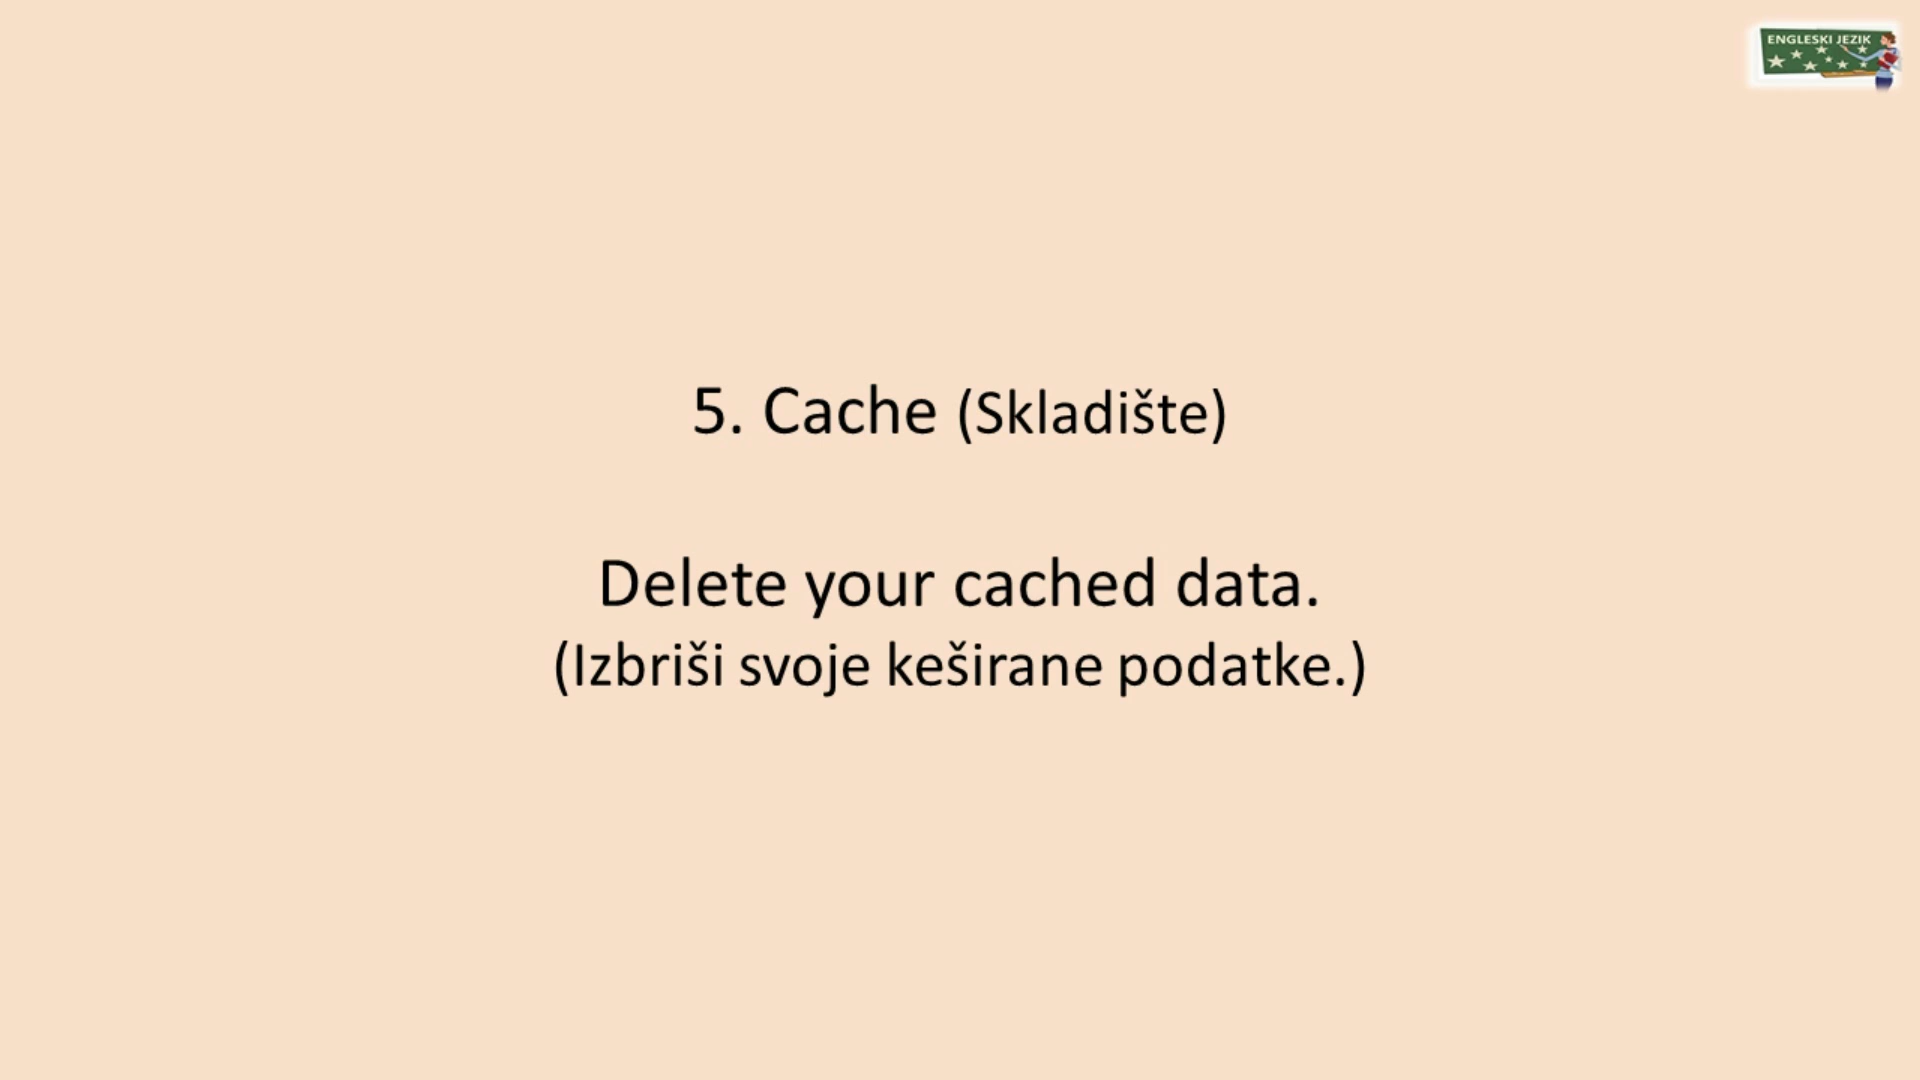 ENGLESKI JEZIK
5. Cache (Skladište)
Delete your cached data.
(Izbriši svoje keširane podatke.)